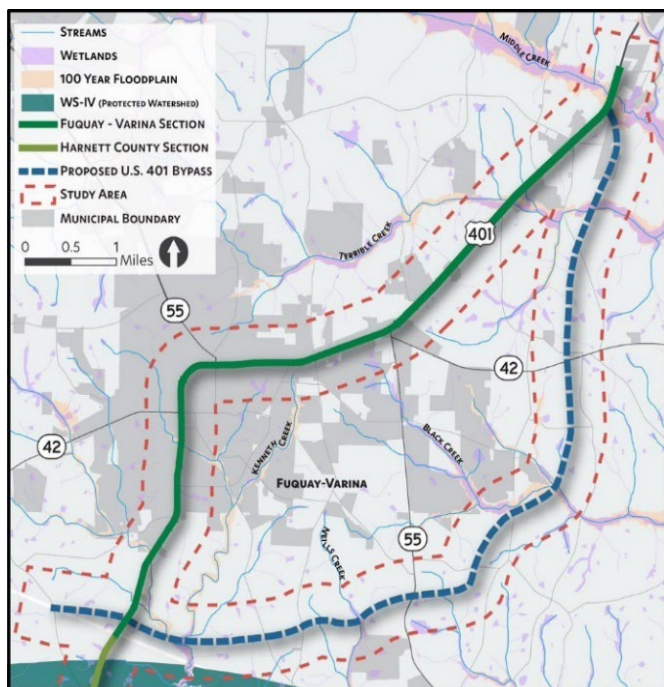 Streams
Wetlands
100 Year Floodplain
WS-IV (Protected Watershed)
Fuquay - Varina Section
Harnett County Section
Proposed U.S. 401 Bypass
Study Area
Municipal Boundary
0 0.5 1
Miles
Middle Creek
401
Terrible Creek
55
42
42
Kenneth Creek
Black Creek
Fuquay-Varina
55
Neills Creek